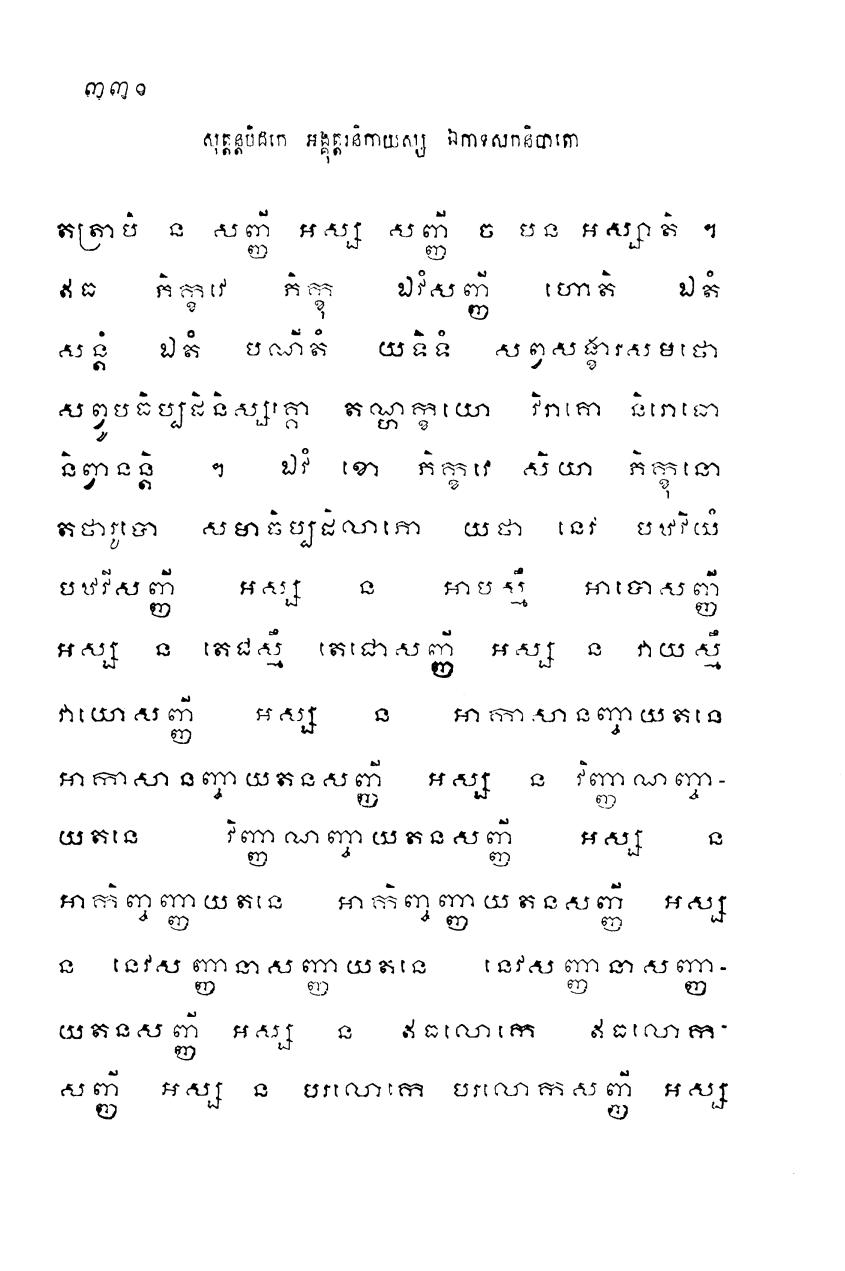 ៣៣០
សុត្តន្តបិដកេ អង្គុត្តរនិកាយស្ស ឯកាទសកនិបាតោ
តត្រាបិ ន សញ្ញី អស្ស សញ្ញី ច បន អស្សាតិ ។
ឥធ ភិក្ខវេ ភិក្ខុ ឯវំសញ្ញី ហោតិ ឯតំ
សន្តំ ឯតំ បណីតំ យទិទំ សព្វសង្ខារសមថោ
សព្វូបធិប្បដិនិស្សគ្គោ តណ្ហក្ខយោ វិរាគោ និរោធោ
និព្វានន្តិ ។ ឯវំ ខោ ភិក្ខវេ សិយា ភិក្ខុនោ
តថារូបោ សមាធិប្បដិលាភោ យថា នេវ បឋវិយំ
បឋវីសញ្ញី អស្ស ន អាបស្មឹ អាបោសញ្ញី
អស្ស ន តេជស្មឹ តេជោសញ្ញី អស្ស ន វាយស្មឹ
វាយោសញ្ញី អស្ស ន អាកាសានញ្ចាយតនេ
អាកាសានញ្ចាយតនសញ្ញី អស្ស ន វិញ្ញាណញ្ចា-
យតនេ វិញ្ញាណញ្ចាយតនសញ្ញី អស្ស ន
អាកិញ្ចញ្ញាយតនេ អាកិញ្ចញ្ញាយតនសញ្ញី អស្ស
ន នេវសញ្ញានាសញ្ញាយតនេ នេវសញ្ញានាសញ្ញា-
យតនសញ្ញី អស្ស ន ឥធលោកេ ឥធលោក-
សញ្ញី អស្ស ន បរលោកេ បរលោកសញ្ញី អស្ស